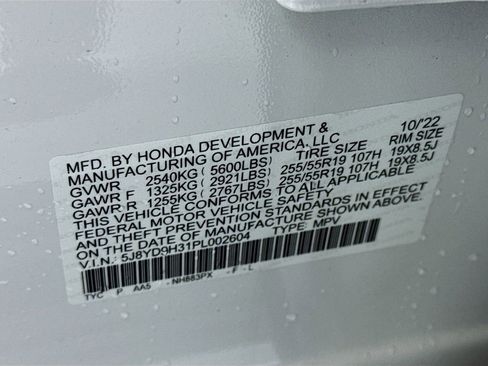 MFD. BY HONDA DEVELOPMENT & 10/'22
MANUFACTURING OF AMERICA, LLC
GVWR 2540KG ( 5600LBS) TIRE SIZE RIM SIZE
GAWR F 1325KG ( 2921LBS) 255/55R19 107H 19X8.5J
GAWR R 1255KG ( 2767LBS) 255/55R19 107H 19X8.5J
THIS VEHICLE CONFORMS TO ALL APPLICABLE
FEDERAL MOTOR VEHICLE
SAFETY AND THEFT PREVENTION STANDARDS IN EFFECT
ON THE DATE OF MANUFACTURE SHOWN ABOVE.
V.I.N.: 5J8YD9H31PL002604 TYPE: MPV
TYC P AA5 NH883PX - F - L